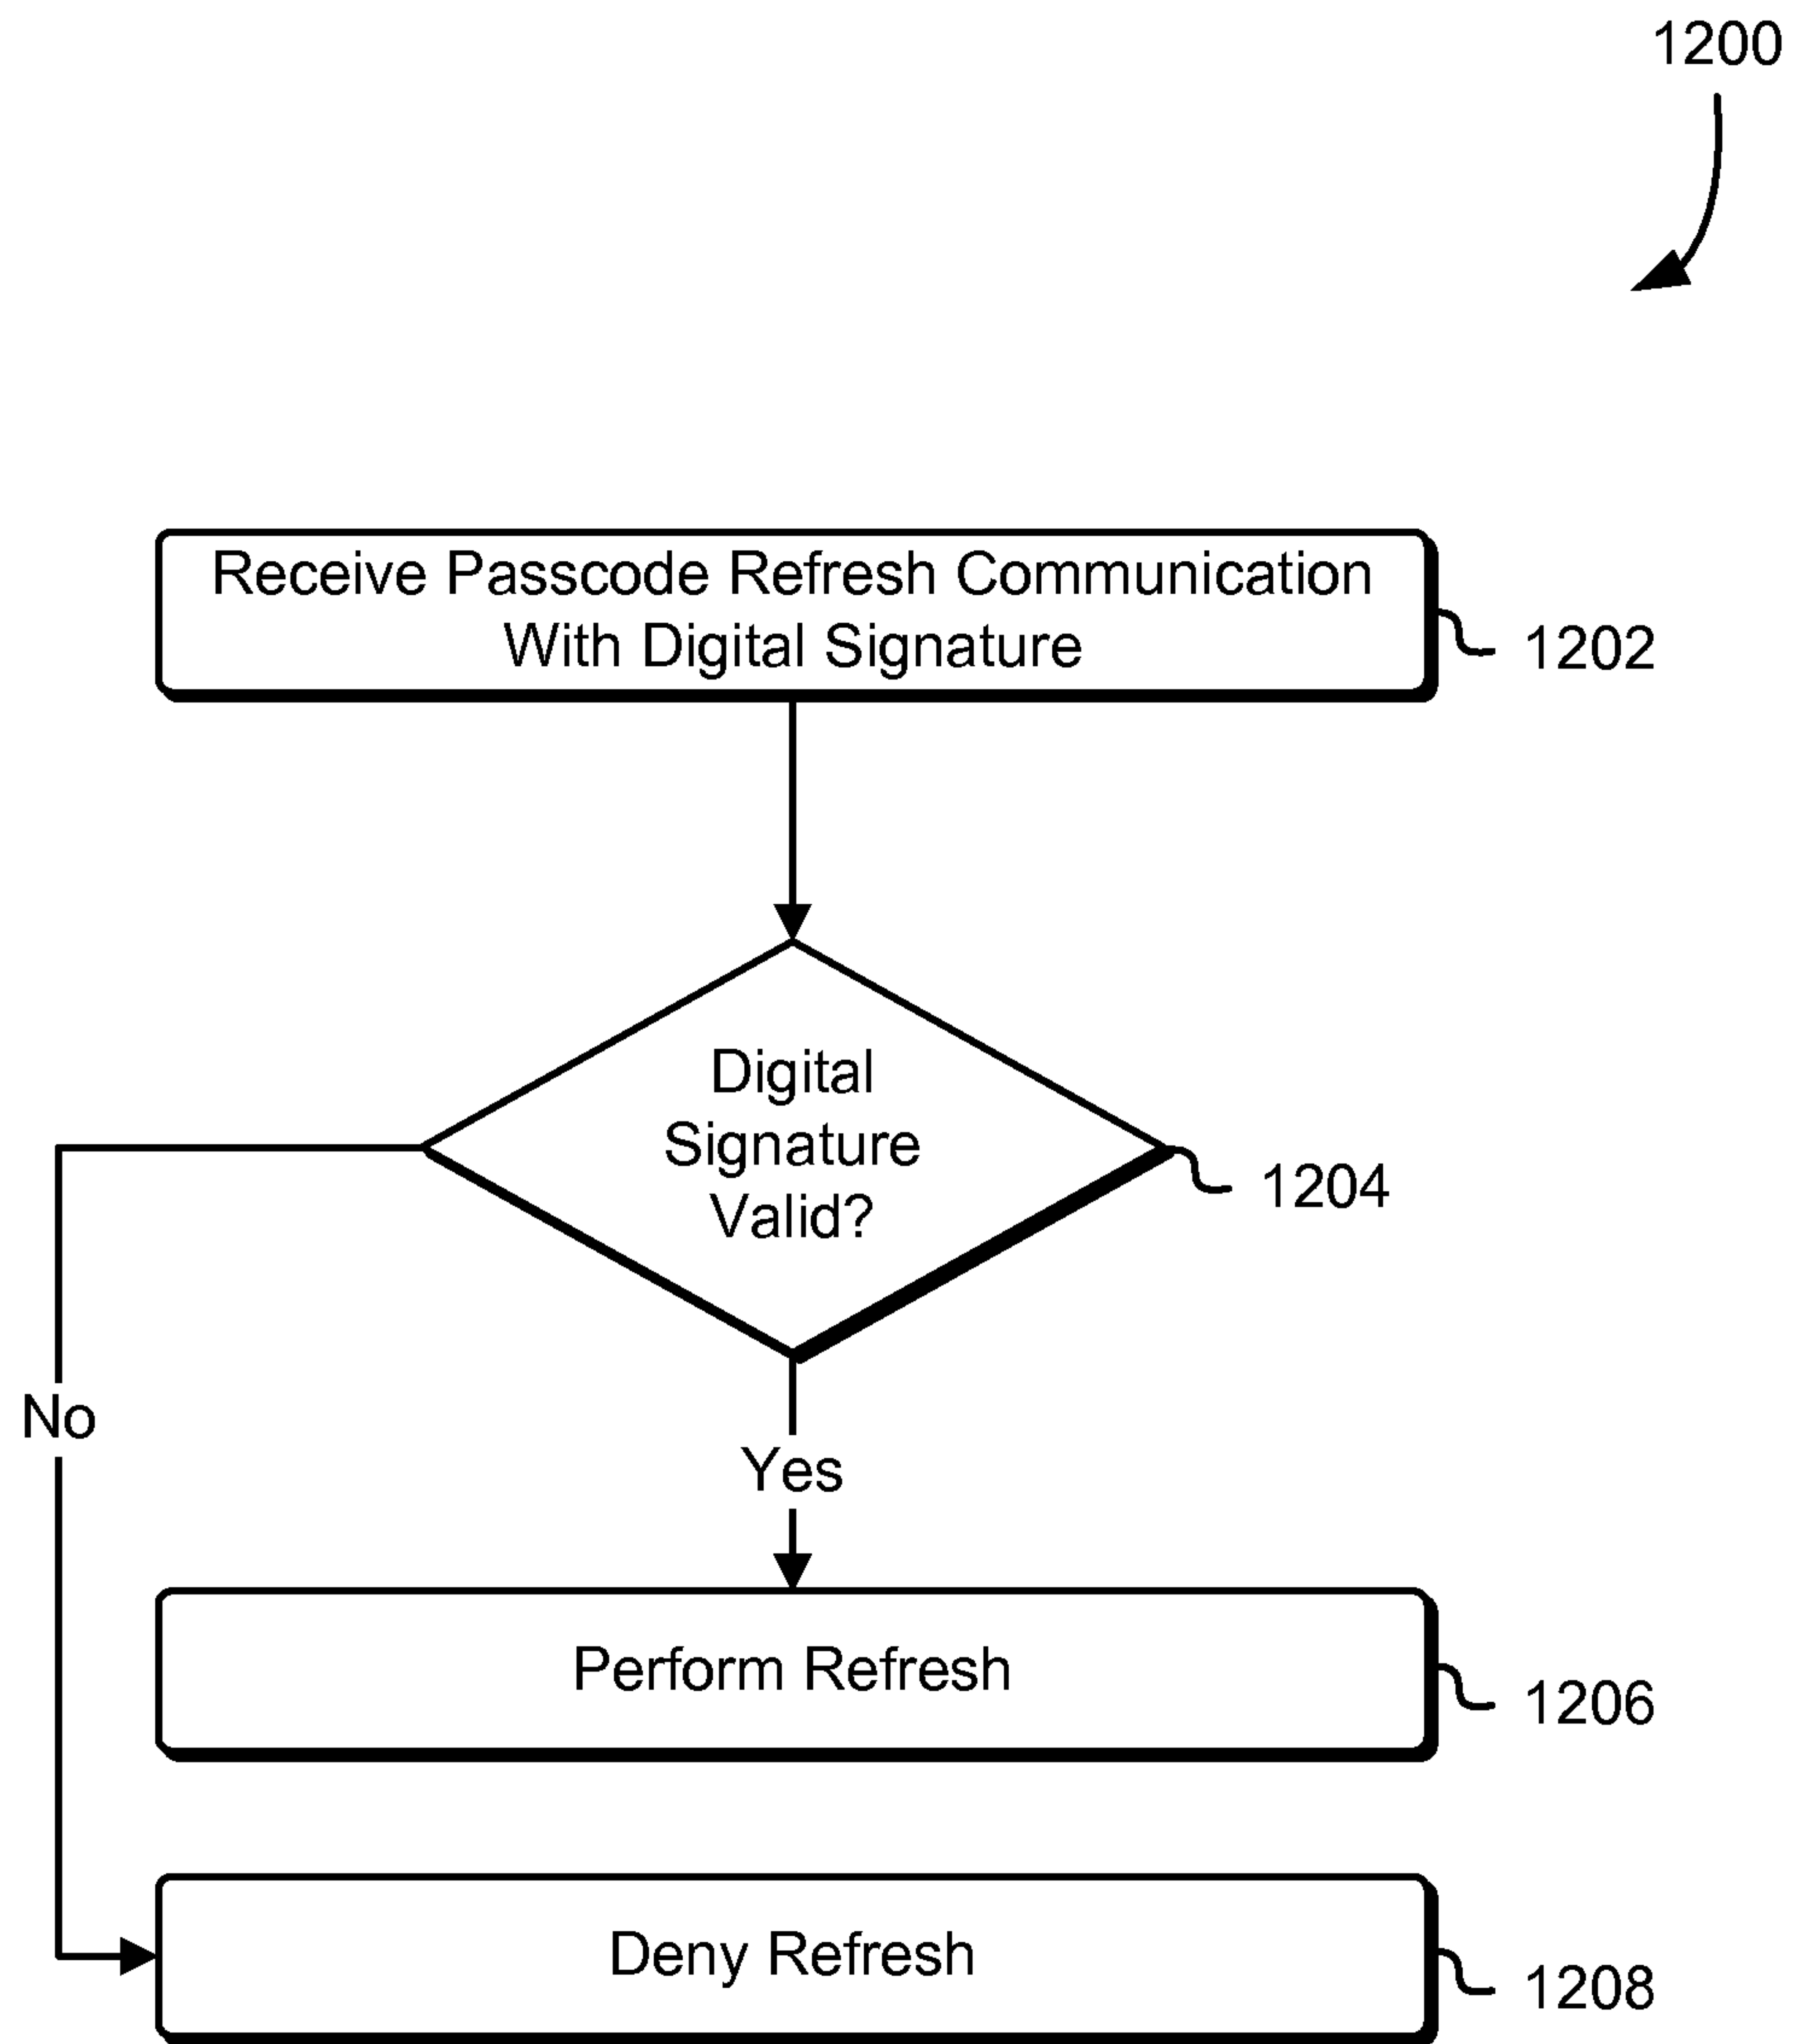 1200
Receive Passcode Refresh Communication
With Digital Signature
1202
Digital
Signature
Valid?
1204
No
Yes
Perform Refresh
1206
Deny Refresh
1208